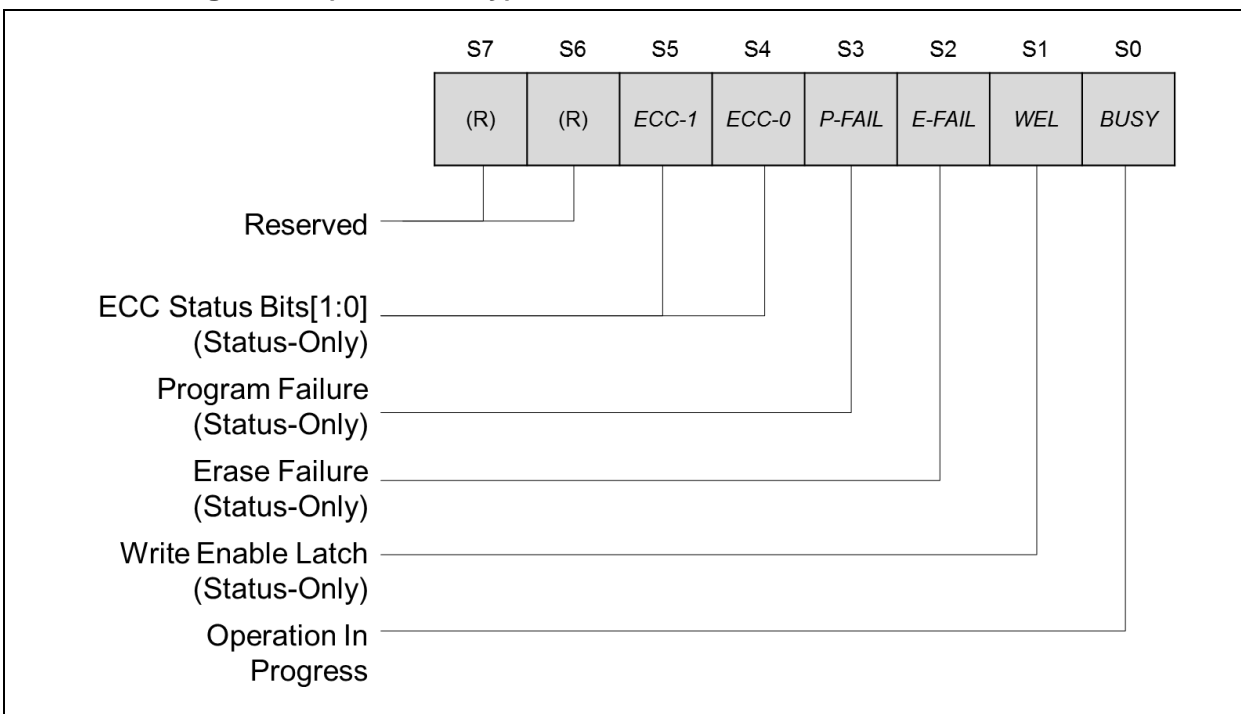 S7 S6 S5 S4 S3 S2 S1 S0
(R) (R) ECC-1 ECC-0 P-FAIL E-FAIL WEL BUSY
Reserved
ECC Status Bits[1:0]
(Status-Only)
Program Failure
(Status-Only)
Erase Failure
(Status-Only)
Write Enable Latch
(Status-Only)
Operation In
Progress